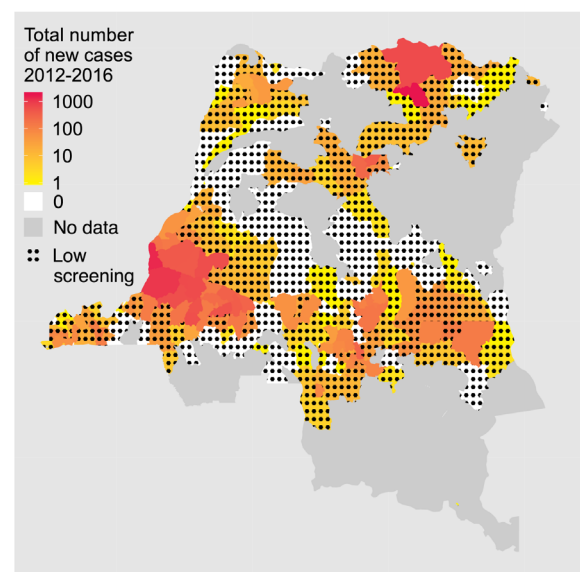 Total number
of new cases
2012-2016
1000
100
10
1
0
No data
Low
screening